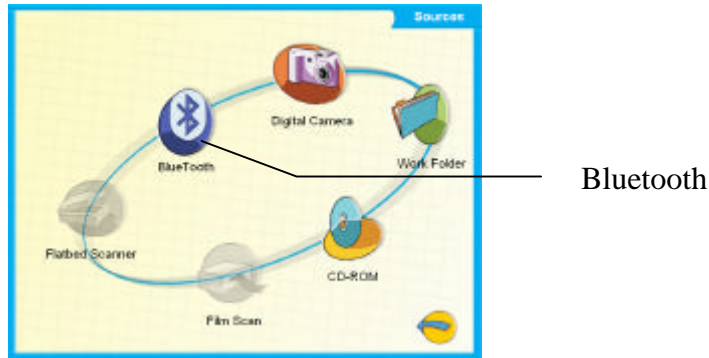 Sources
Digital Camera
BlueTooth
Work Folder
Bluetooth
Flatbed Scanner
CD-ROM
Film Scan